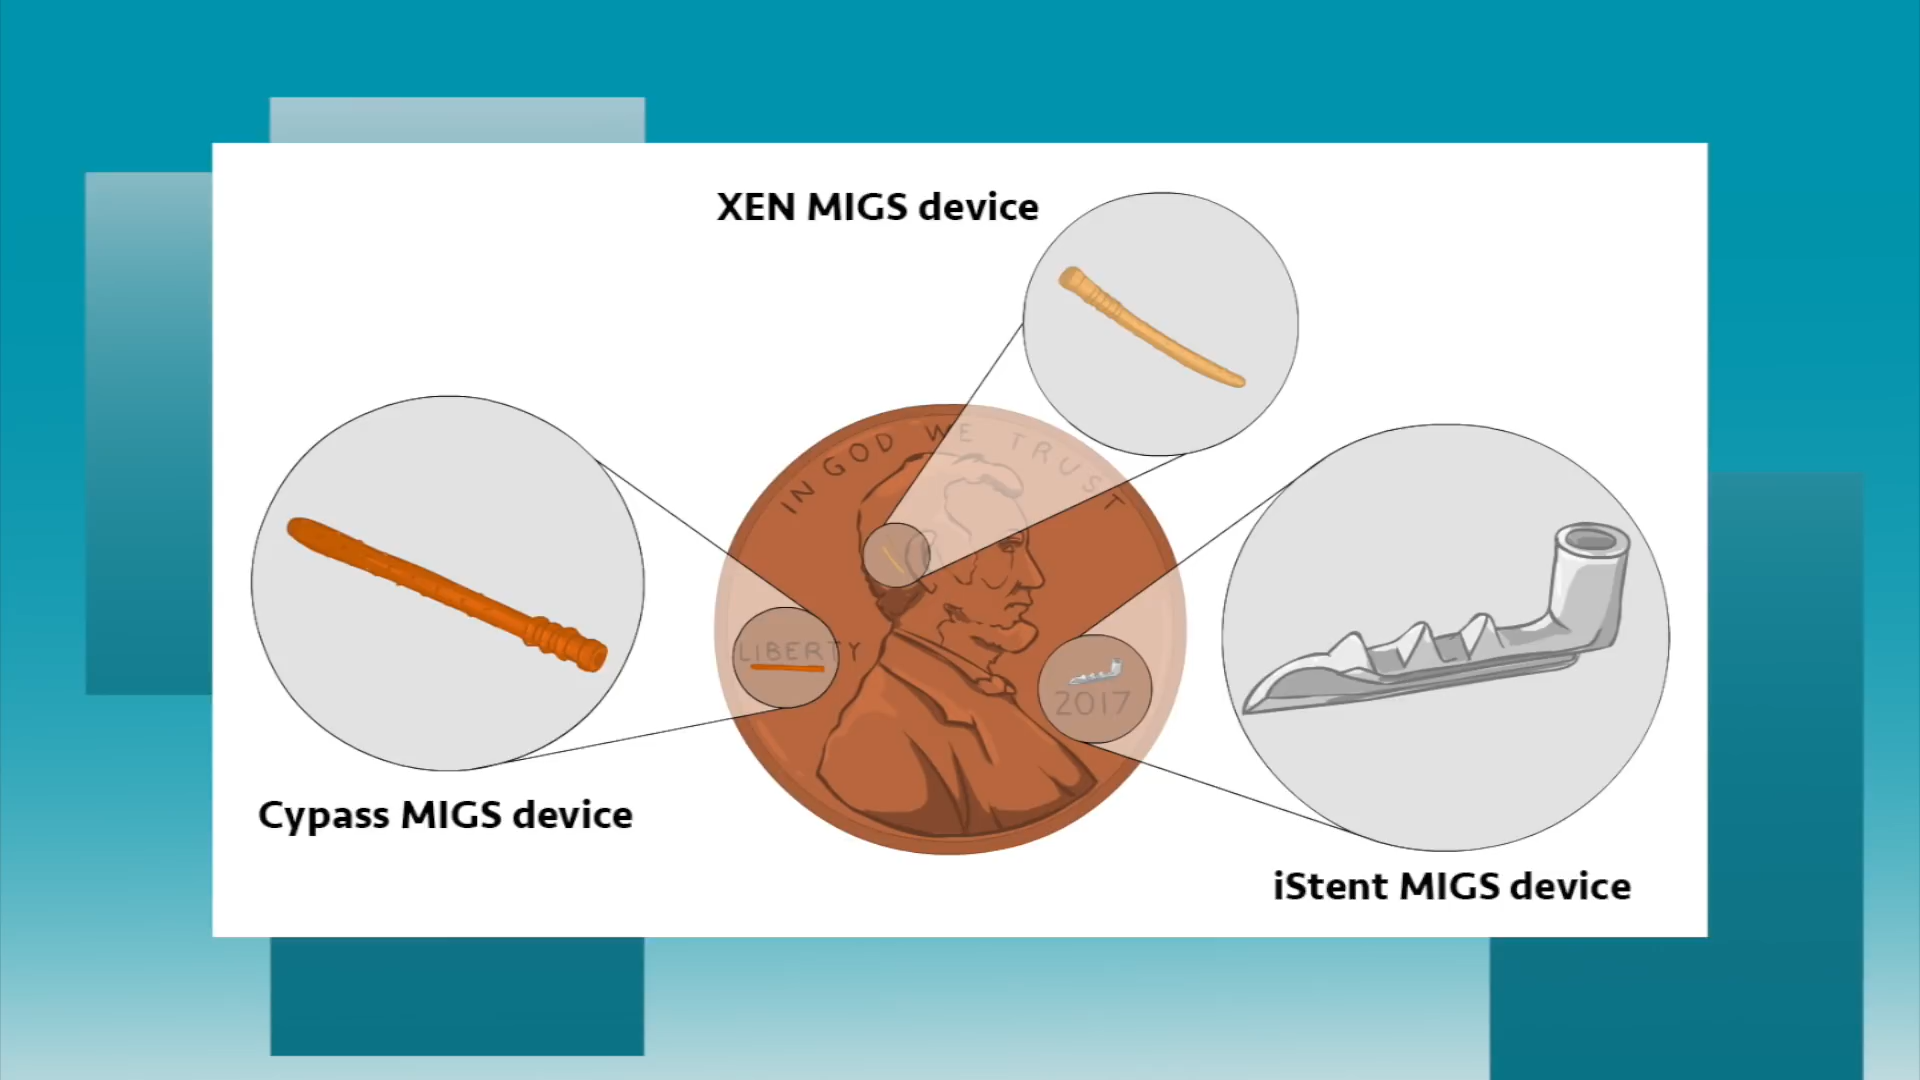 XEN MIGS device
IN GOD WE TRUST
LIBERTY
2017
Cypass MIGS device
iStent MIGS device